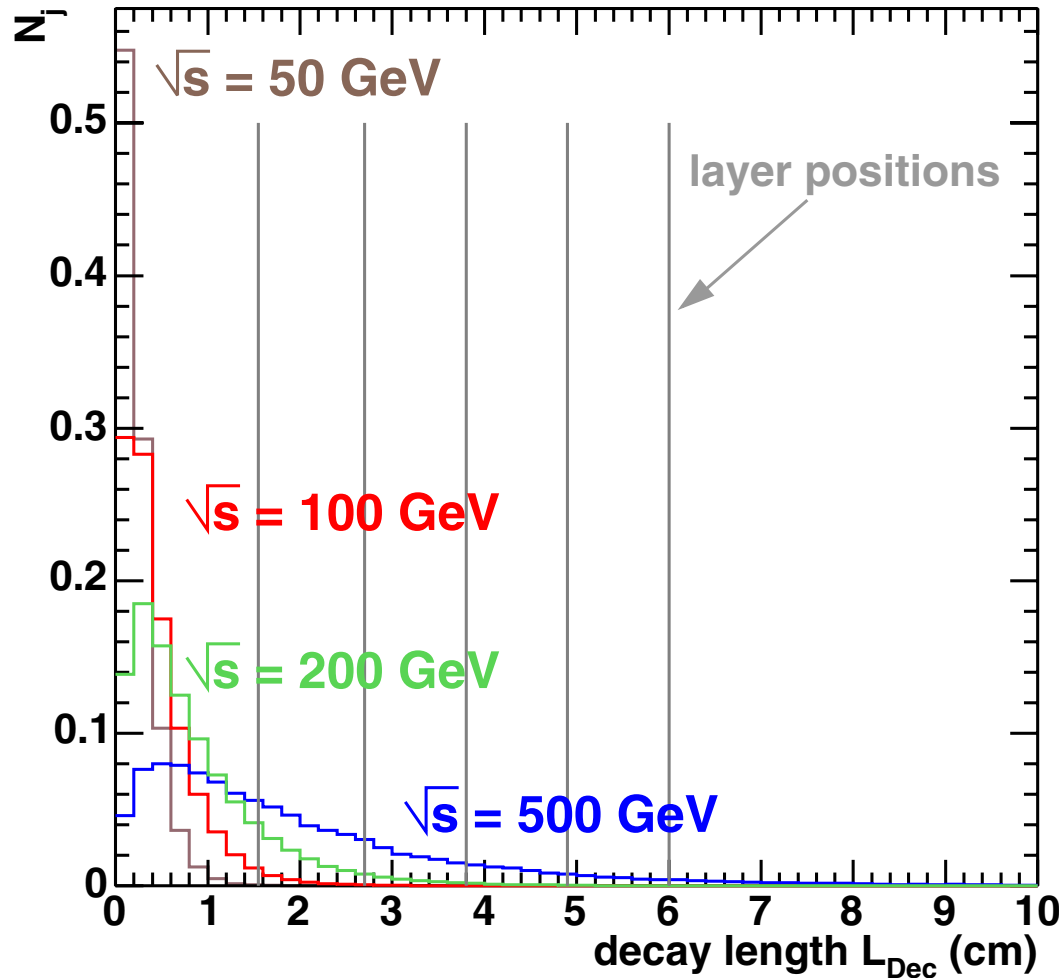 N_j
√s = 50 GeV
0.5
layer positions
0.4
0.3
√s = 100 GeV
0.2
√s = 200 GeV
0.1
√s = 500 GeV
0
0 1 2 3 4 5 6 7 8 9 10
decay length L_Dec (cm)